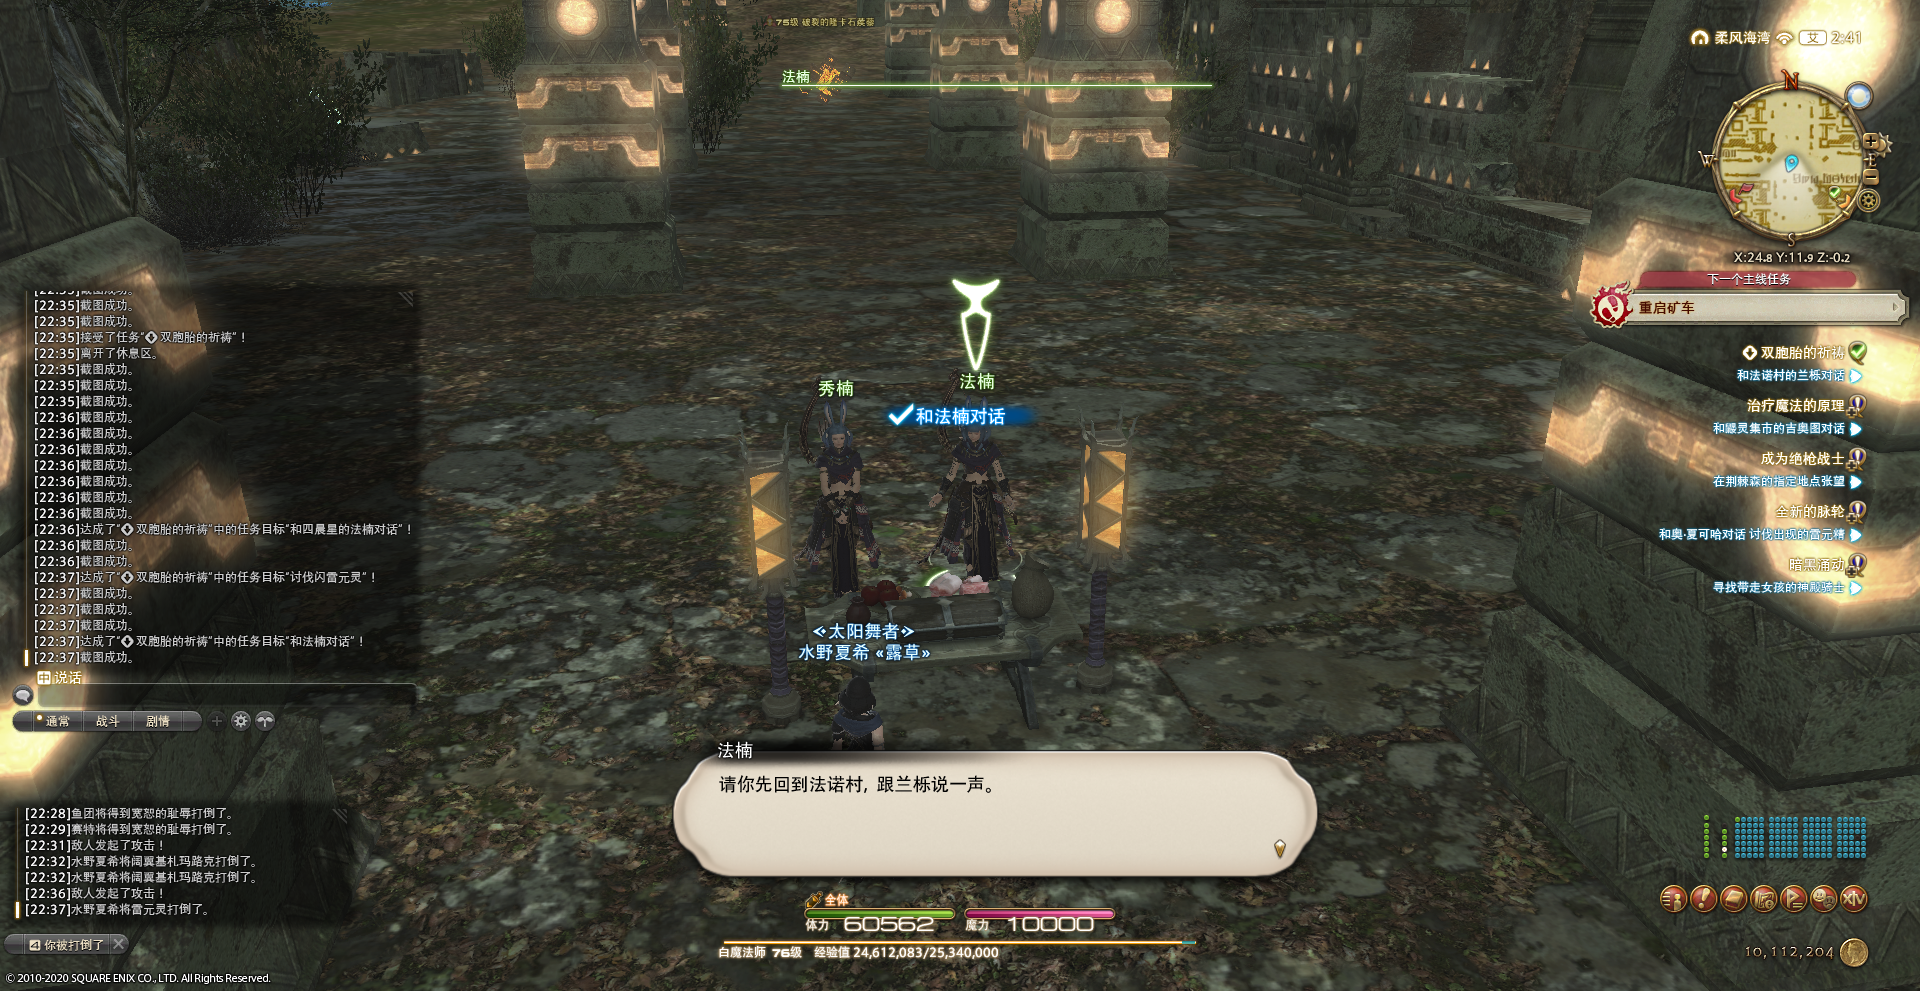 76级 破裂的隆卡石蒺藜
法楠
柔风海湾 艾 2:41
N
W
E
S
X:24.8 Y:11.9 Z:-0.2
下一个主线任务
重启矿车
双胞胎的祈祷
和法诺村的兰栎对话
治疗魔法的原理
和鼹灵集市的吉奥图对话
成为绝枪战士
在荆棘森的指定地点张望
全新的脉轮
和奥·夏可哈对话 讨伐出现的雷元精
暗黑涌动
寻找带走女孩的神殿骑士
[22:35]截图成功。
[22:35]截图成功。
[22:35]截图成功。
[22:35]接受了任务“双胞胎的祈祷”！
[22:35]离开了休息区。
[22:35]截图成功。
[22:35]截图成功。
[22:35]截图成功。
[22:36]截图成功。
[22:36]截图成功。
[22:36]截图成功。
[22:36]截图成功。
[22:36]截图成功。
[22:36]截图成功。
[22:36]截图成功。
[22:36]达成了“双胞胎的祈祷”中的任务目标“和四晨星的法楠对话”！
[22:36]截图成功。
[22:36]截图成功。
[22:37]达成了“双胞胎的祈祷”中的任务目标“讨伐闪雷元灵”！
[22:37]截图成功。
[22:37]截图成功。
[22:37]截图成功。
[22:37]达成了“双胞胎的祈祷”中的任务目标“和法楠对话”！
[22:37]截图成功。
说话
通常 战斗 剧情
秀楠
法楠
和法楠对话
太阳舞者
水野夏希 «露草»
法楠
请你先回到法诺村，跟兰栎说一声。
[22:28]鱼团将得到宽恕的耻辱打倒了。
[22:29]赛特将得到宽恕的耻辱打倒了。
[22:31]敌人发起了攻击！
[22:32]水野夏希将阔翼基札玛路克打倒了。
[22:32]水野夏希将阔翼基札玛路克打倒了。
[22:36]敌人发起了攻击！
[22:37]水野夏希将雷元灵打倒了。
你被打倒了
全体
体力 60562 魔力 10000
白魔法师 76级 经验值 24,612,083/25,340,000
XIV
10,112,204
© 2010-2020 SQUARE ENIX CO., LTD. All Rights Reserved.